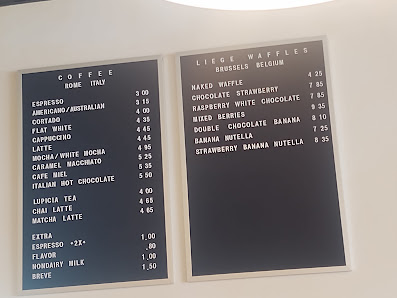 COFFEE
ROME ITALY
ESPRESSO 3 00
AMERICANO/AUSTRALIAN 3 15
CORTADO 4 00
FLAT WHITE 4 35
CAPPUCCINO 4 45
LATTE 4 45
MOCHA/WHITE MOCHA 4 95
CARAMEL MACCHIATO 5 25
CAFE MIEL 5 35
ITALIAN HOT CHOCOLATE 5 50
LUPICIA TEA 4 00
CHAI LATTE 4 65
MATCHA LATTE 4 65
EXTRA
ESPRESSO *2X* 1.00
FLAVOR .80
NONDAIRY MILK 1.00
BREVE 1.50
LIEGE WAFFLES
BRUSSELS BELGIUM
NAKED WAFFLE 4 25
CHOCOLATE STRAWBERRY 7 85
RASPBERRY WHITE CHOCOLATE 7 85
MIXED BERRIES 9 35
DOUBLE CHOCOLATE BANANA 8 10
BANANA NUTELLA 7 25
STRAWBERRY BANANA NUTELLA 8 35